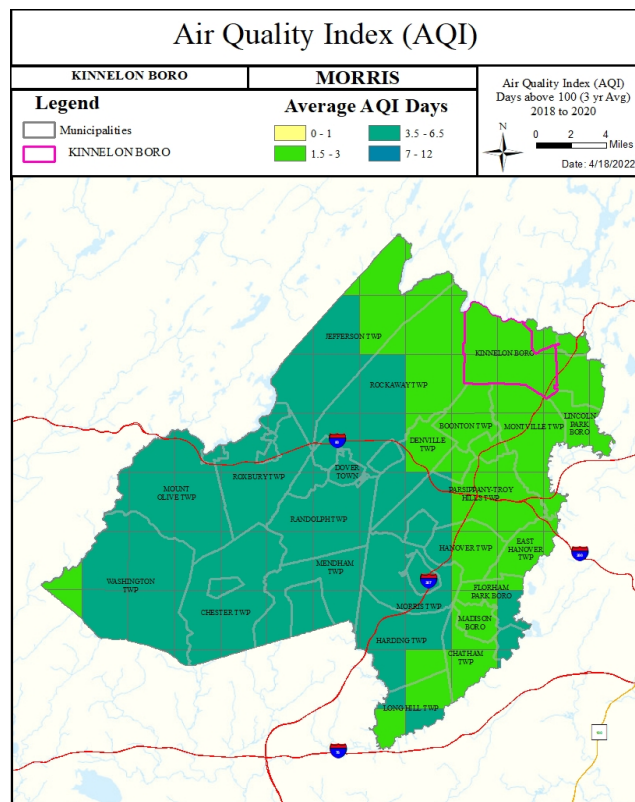 Air Quality Index (AQI)
KINNELON BORO
MORRIS
Legend
Municipalities
KINNELON BORO
Average AQI Days
0 - 1
3.5 - 6.5
1.5 - 3
7 - 12
Air Quality Index (AQI)
Days above 100 (3 yr Avg)
2018 to 2020
N
0 2 4
Miles
Date: 4/18/2022
JEFFERSON TWP
KINNELON BORO
ROCKAWAY TWP
BOONTON TWP
MONTVILLE TWP
LINCOLN
PARK
BORO
DENVILLE
TWP
DOVER
TOWN
ROXBURY TWP
MOUNT
OLIVE TWP
PARSIPPANY-TROY
HILLS TWP
RANDOLPH TWP
HANOVER TWP
EAST
HANOVER
TWP
MENDHAM
TWP
WASHINGTON
TWP
FLORHAM
PARK BORO
CHESTER TWP
MORRIS TWP
MADISON
BORO
HARDING TWP
CHATHAM
TWP
LONG HILL TWP